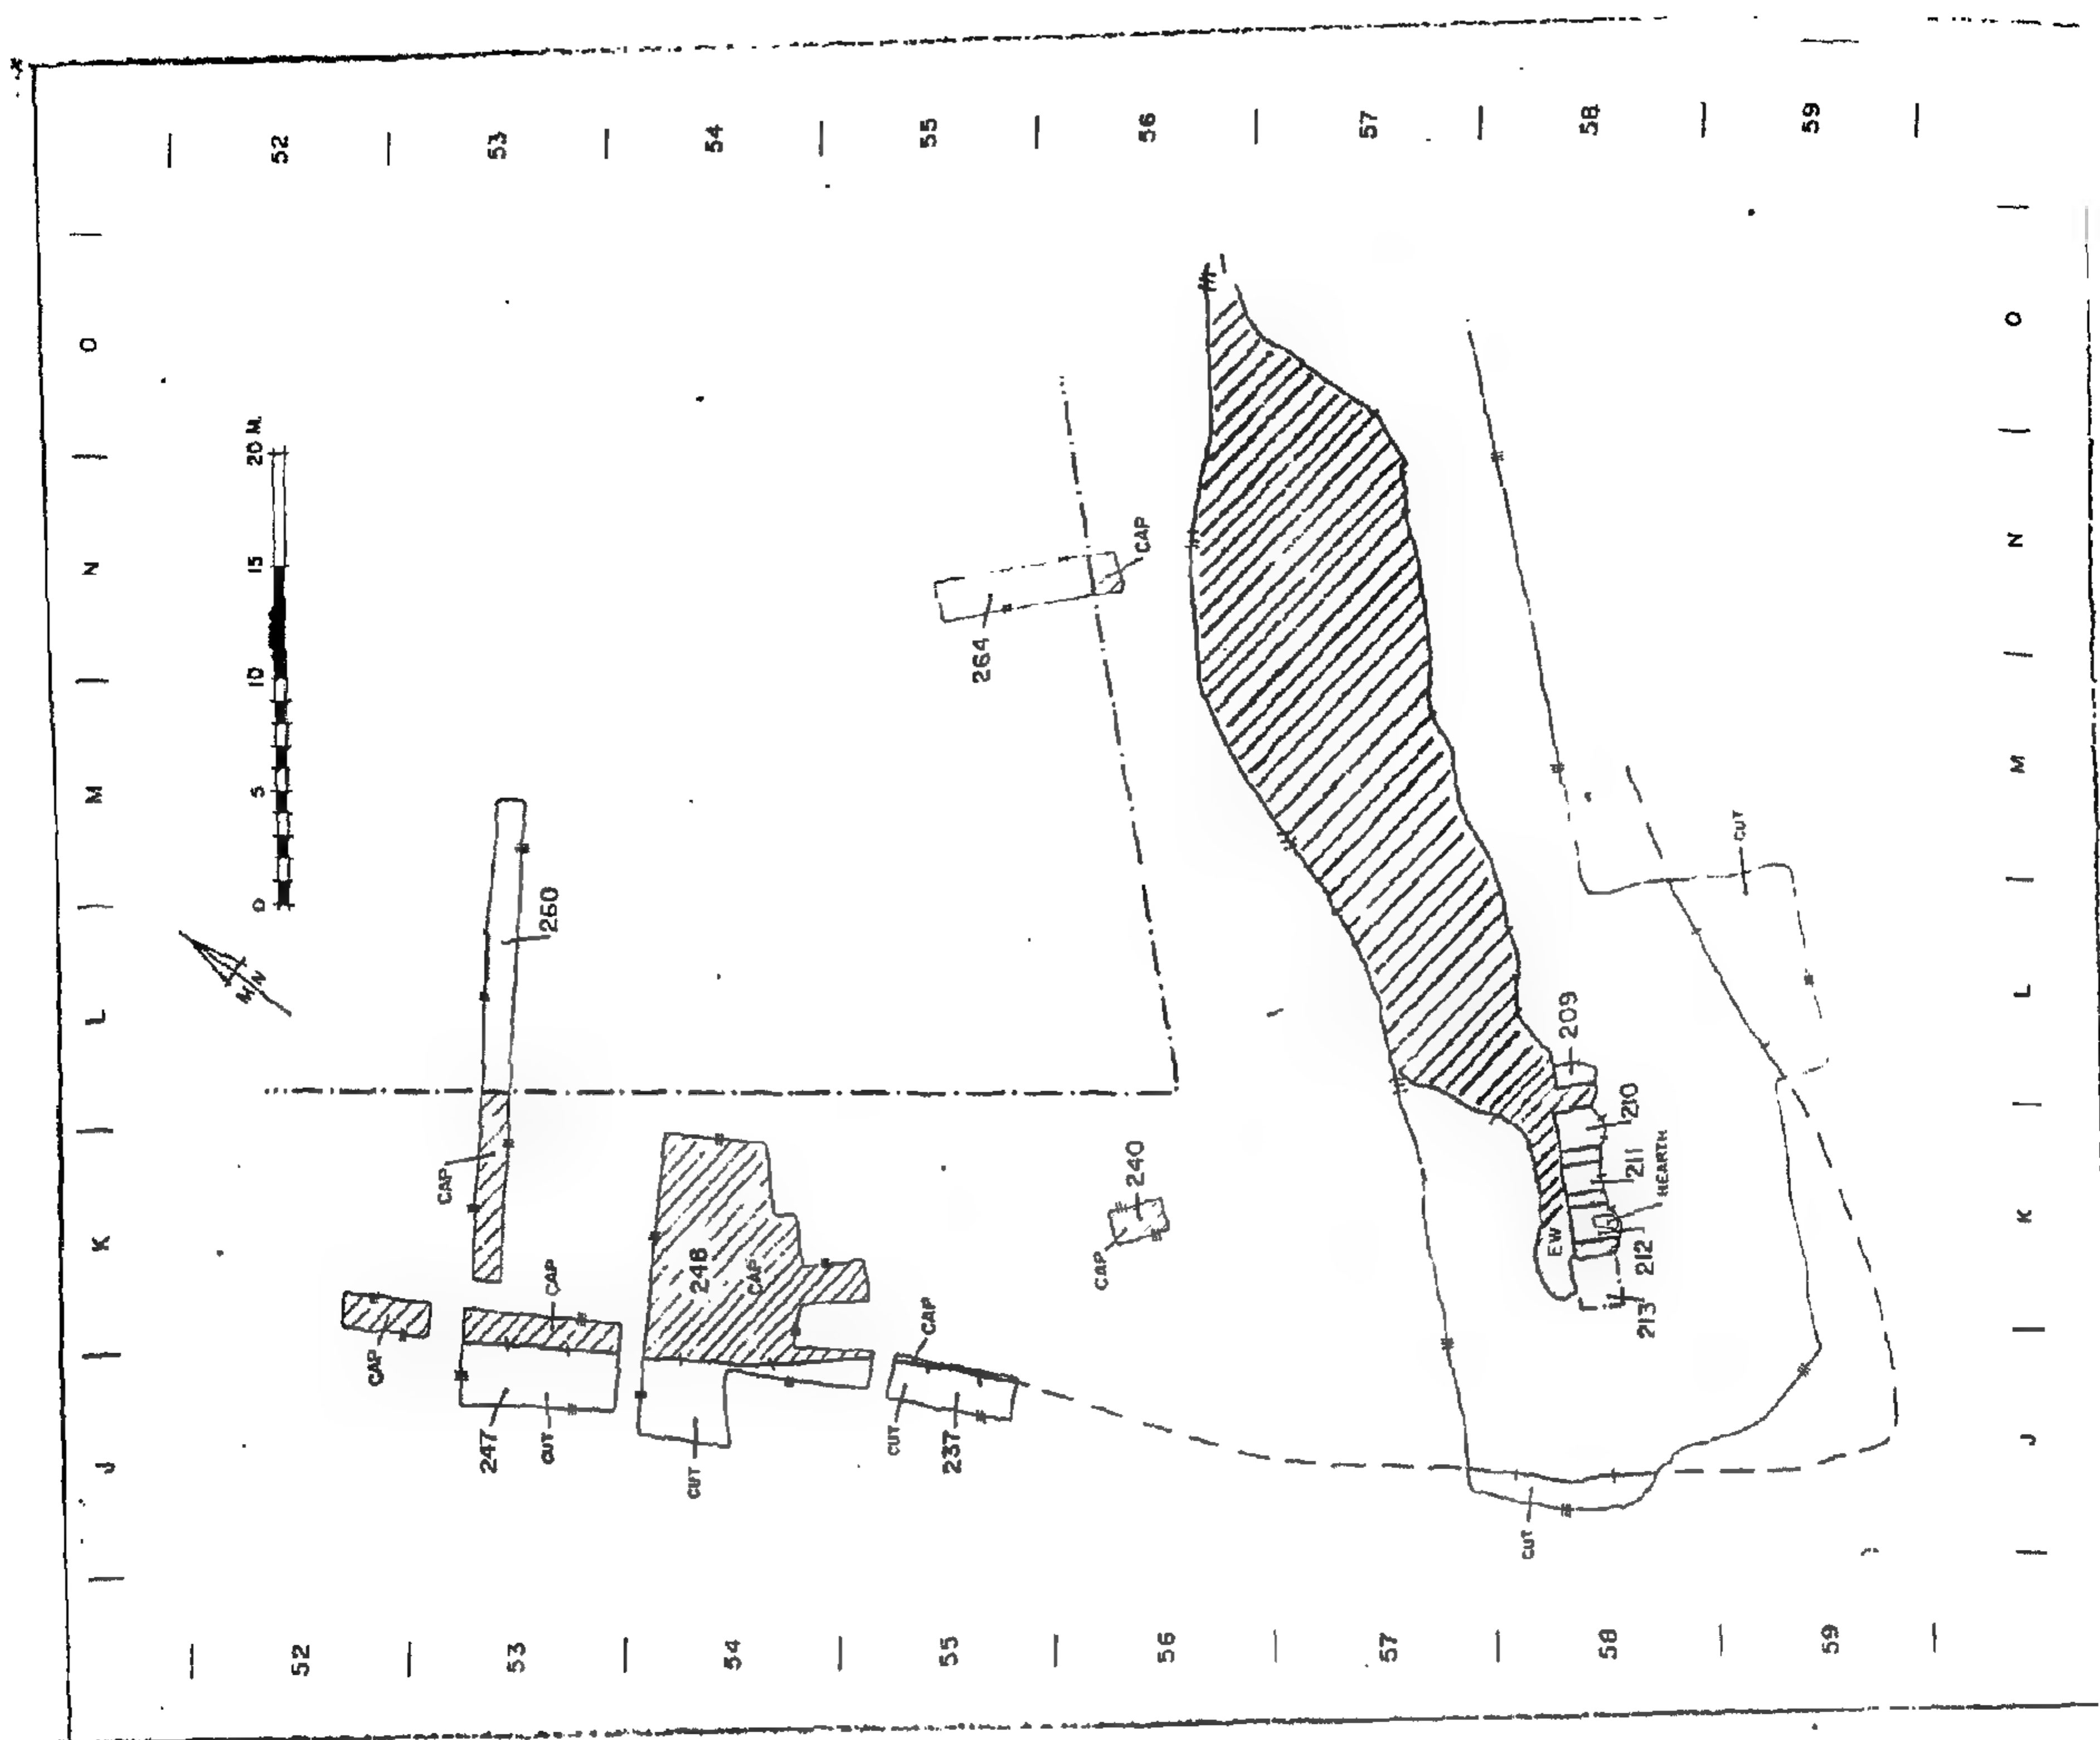 52
53
54
55
56
57
58
59
O
N
M
L
K
J
O
N
M
L
K
J
0 5 10 15 20 M.
N
260
CAP
264
CAP
CAP
CAP
247
CUT
246
CAP
CUT
CAP
CUT
237
CAP
240
209
210
211
HEARTH
212
213
EW
CUT
CUT
52
53
54
55
56
57
58
59